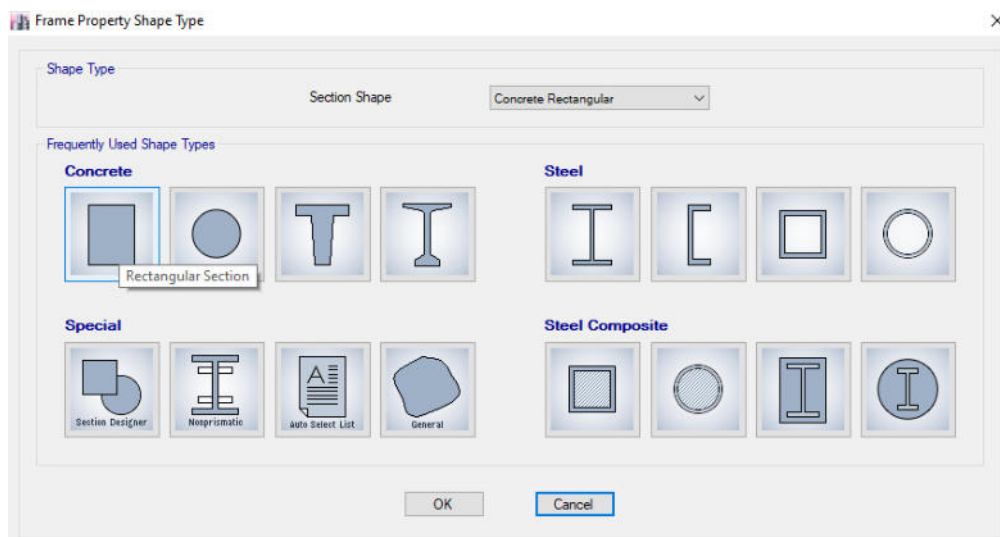 Frame Property Shape Type
Shape Type
Section Shape
Concrete Rectangular
Frequently Used Shape Types
Concrete
Steel
Rectangular Section
Special
Steel Composite
Section Designer
Nonprismatic
A
Auto Select List
General
OK
Cancel